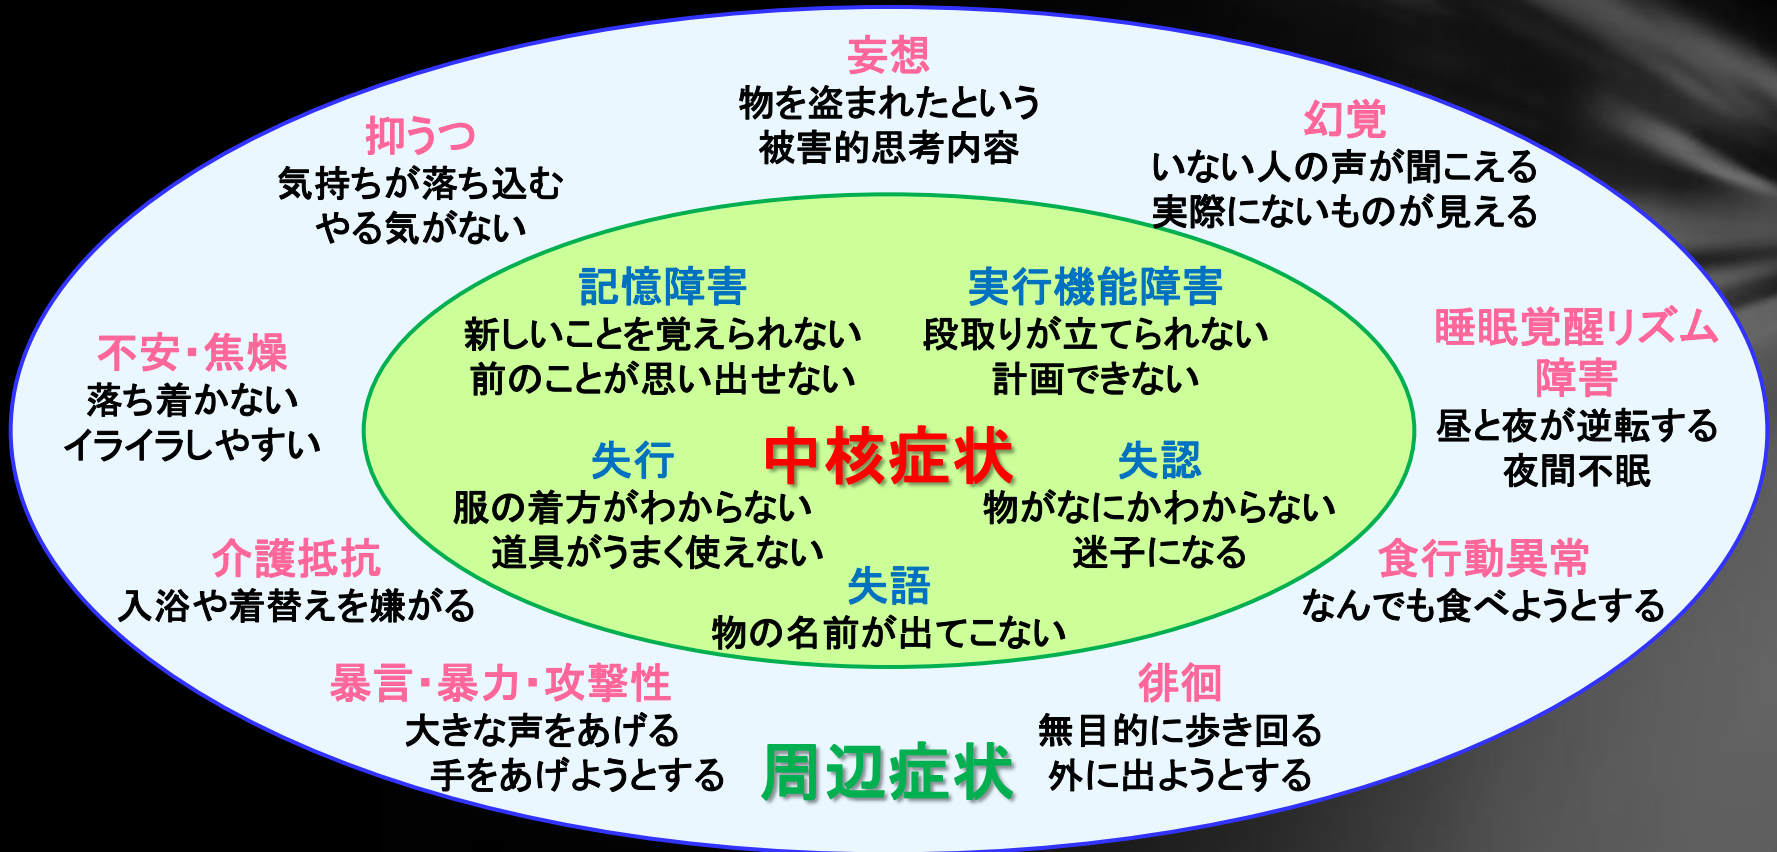 妄想
物を盗まれたという
被害的思考内容
幻覚
いない人の声が聞こえる
実際にないものが見える
抑うつ
気持ちが落ち込む
やる気がない
記憶障害
新しいことを覚えられない
前のことが思い出せない
実行機能障害
段取りが立てられない
計画できない
睡眠覚醒リズム
障害
昼と夜が逆転する
夜間不眠
不安・焦燥
落ち着かない
イライラしやすい
中核症状
失行
服の着方がわからない
道具がうまく使えない
失認
物がなにかわからない
迷子になる
介護抵抗
入浴や着替えを嫌がる
失語
物の名前が出てこない
食行動異常
なんでも食べようとする
暴言・暴力・攻撃性
大きな声をあげる
手をあげようとする
周辺症状
徘徊
無目的に歩き回る
外に出ようとする